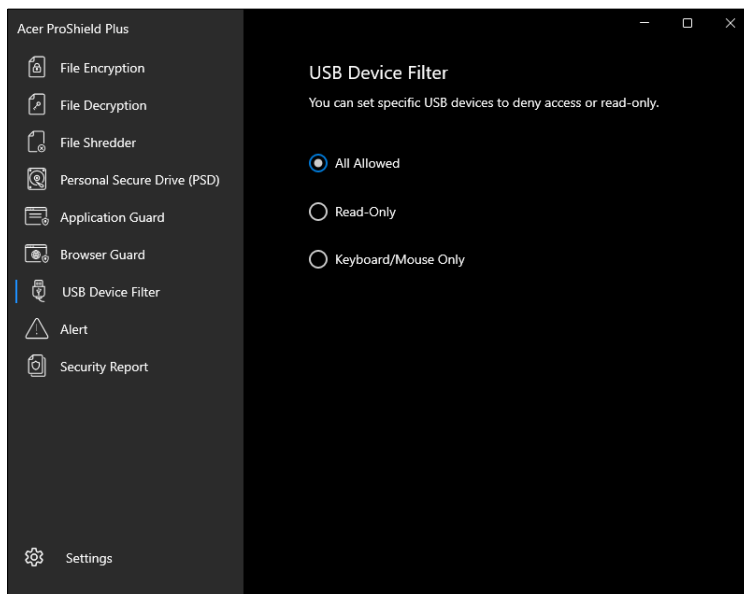 Acer ProShield Plus
File Encryption
File Decryption
File Shredder
Personal Secure Drive (PSD)
Application Guard
Browser Guard
USB Device Filter
Alert
Security Report
Settings
USB Device Filter
You can set specific USB devices to deny access or read-only.
All Allowed
Read-Only
Keyboard/Mouse Only